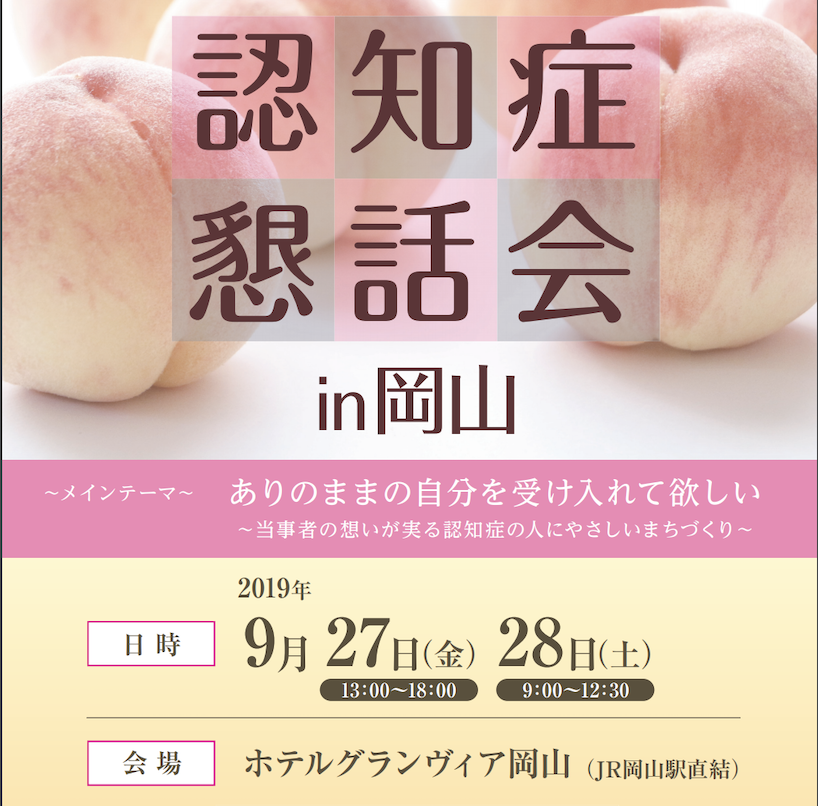 認知症
懇話会
in岡山
～メインテーマ～ ありのままの自分を受け入れて欲しい
～当事者の想いが実る認知症の人にやさしいまちづくり～
2019年
日時 9月27日(金) 28日(土)
13:00～18:00 9:00～12:30
会場 ホテルグランヴィア岡山 (JR岡山駅直結)